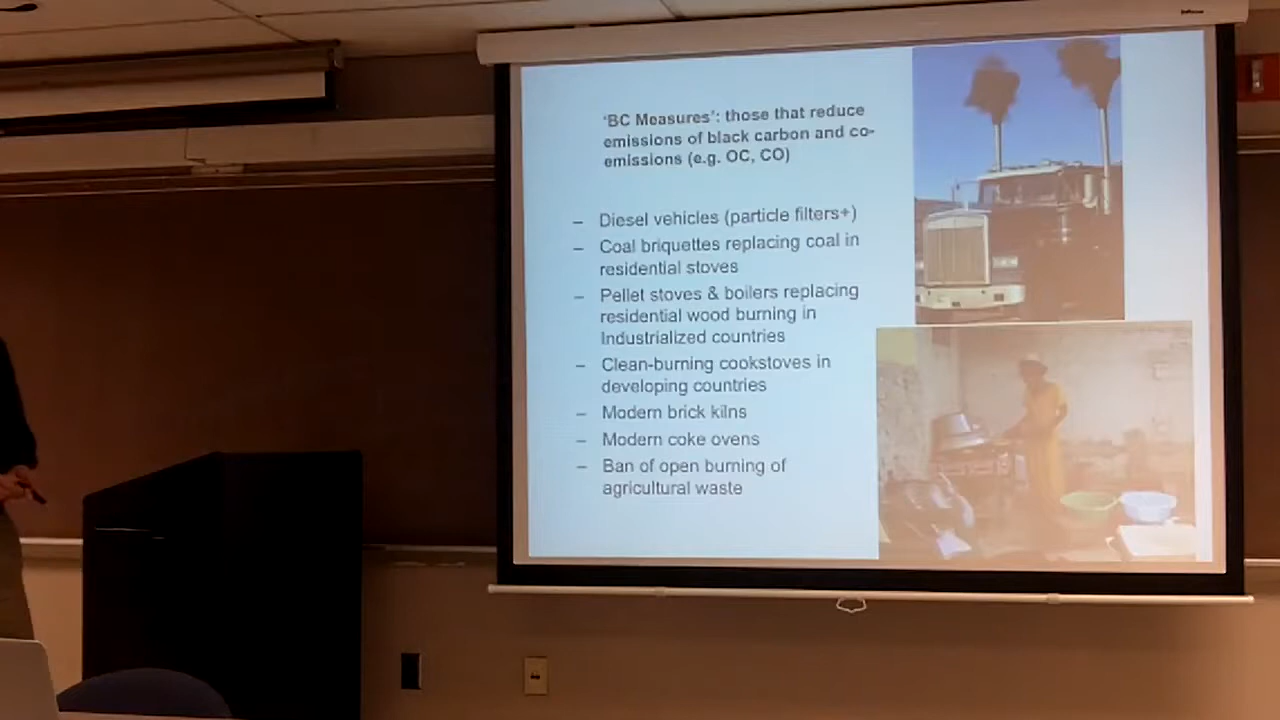 'BC Measures': those that reduce
emissions of black carbon and co-
emissions (e.g. OC, CO)
– Diesel vehicles (particle filters+)
– Coal briquettes replacing coal in
residential stoves
– Pellet stoves & boilers replacing
residential wood burning in
Industrialized countries
– Clean-burning cookstoves in
developing countries
– Modern brick kilns
– Modern coke ovens
– Ban of open burning of
agricultural waste